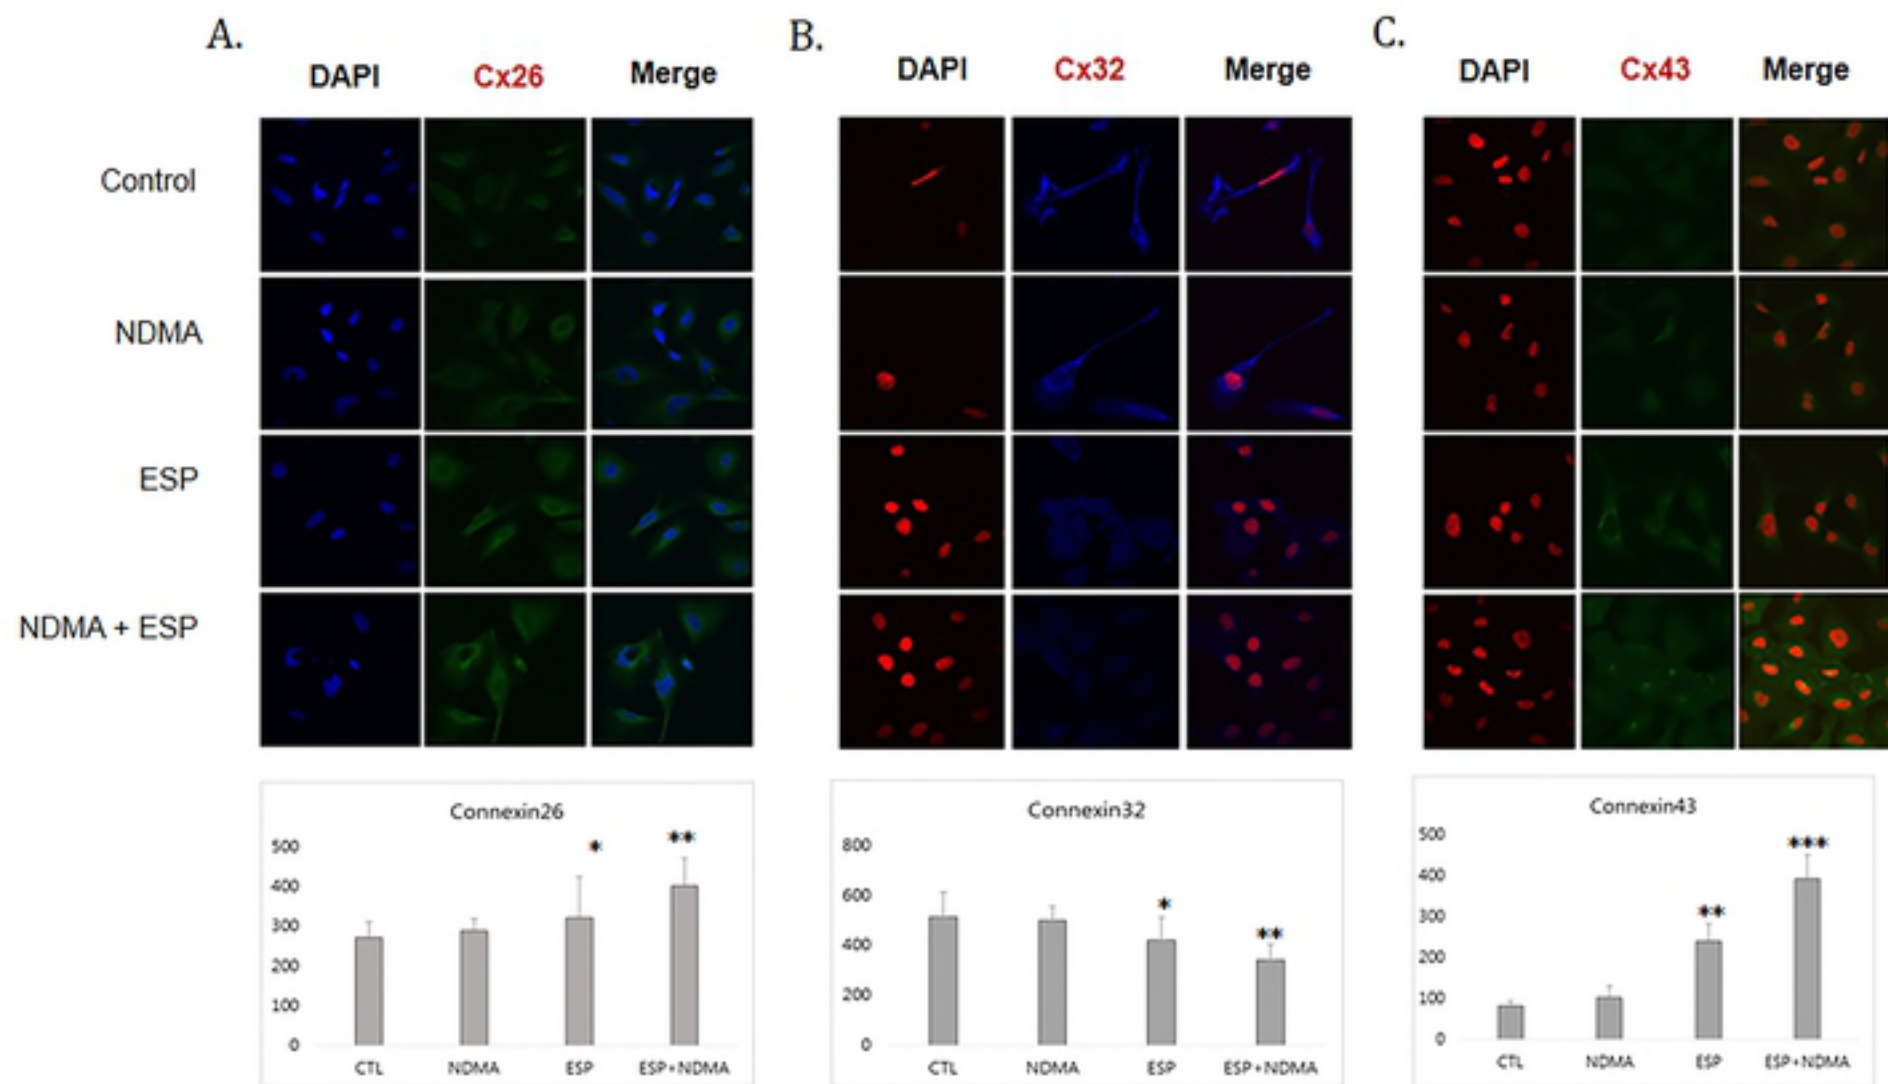 A.
DAPI Cx26 Merge
Control
NDMA
ESP
NDMA + ESP
Connexin26
500
400
300
200
100
0
* **
CTL NDMA ESP ESP+NDMA
B.
DAPI Cx32 Merge
Connexin32
800
600
400
200
0
* **
CTL NDMA ESP ESP+NDMA
C.
DAPI Cx43 Merge
Connexin43
500
400
300
200
100
0
** ***
CTL NDMA ESP ESP+NDMA